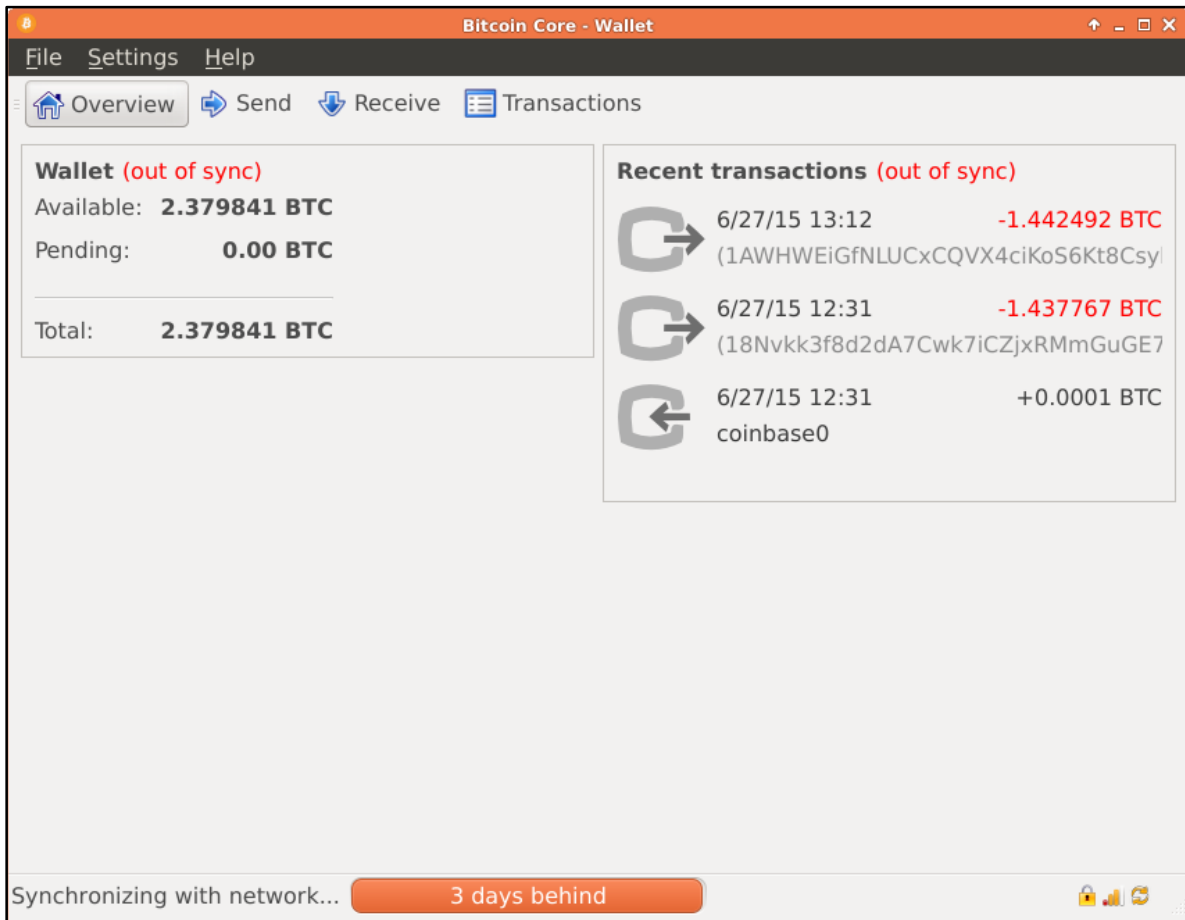 Bitcoin Core - Wallet
File Settings Help
Overview Send Receive Transactions
Wallet (out of sync)
Available: 2.379841 BTC
Pending: 0.00 BTC
Total: 2.379841 BTC
Recent transactions (out of sync)
6/27/15 13:12 -1.442492 BTC
(1AWHWEiGfNLUCxCQVX4ciKoS6Kt8Csy
6/27/15 12:31 -1.437767 BTC
(18Nvkk3f8d2dA7Cwk7iCZjxRMmGuGE7
6/27/15 12:31 +0.0001 BTC
coinbase0
Synchronizing with network... 3 days behind